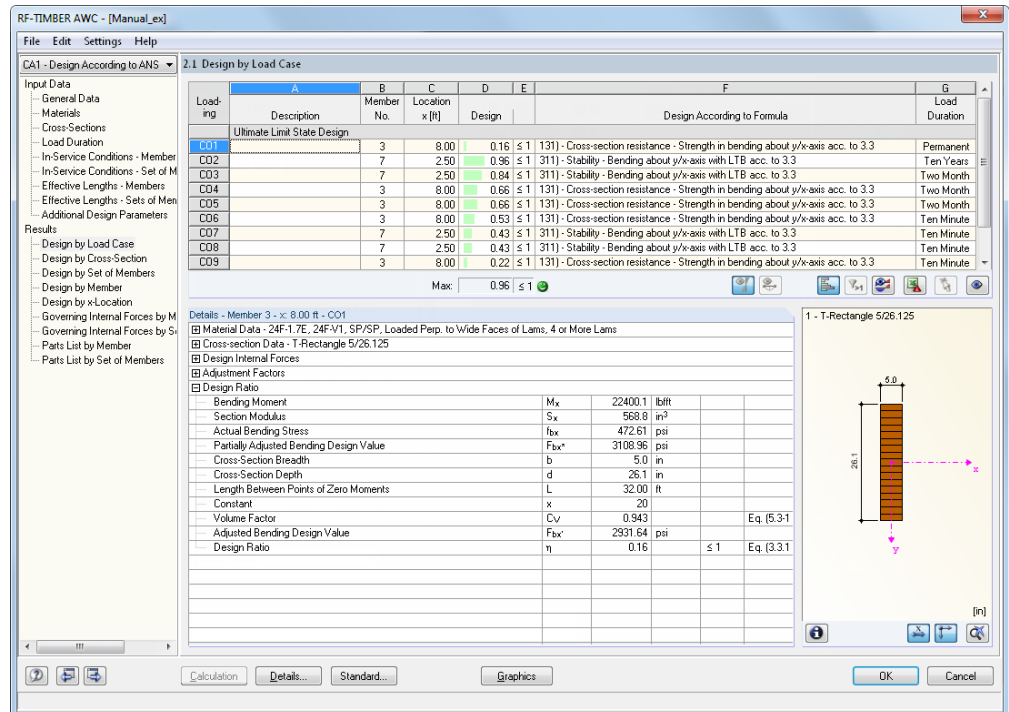 RF-TIMBER AWC - [Manual_ex]
File Edit Settings Help
CA1 - Design According to ANS
2.1 Design by Load Case
Input Data
General Data
Materials
Cross-Sections
Load Duration
In-Service Conditions - Member
In-Service Conditions - Set of M
Effective Lengths - Members
Effective Lengths - Sets of Men
Additional Design Parameters
Results
Design by Load Case
Design by Cross-Section
Design by Set of Members
Design by Member
Design by x-Location
Governing Internal Forces by M
Governing Internal Forces by S
Parts List by Member
Parts List by Set of Members
A B C D E F G
Load- Member Location Load
ing Description No. x [ft] Design Design According to Formula Duration
Ultimate Limit State Design
CO1 3 8.00 0.16 ≤ 1 131) - Cross-section resistance - Strength in bending about y/x-axis acc. to 3.3 Permanent
CO2 7 2.50 0.96 ≤ 1 311) - Stability - Bending about y/x-axis with LTB acc. to 3.3 Ten Years
CO3 7 2.50 0.84 ≤ 1 311) - Stability - Bending about y/x-axis with LTB acc. to 3.3 Two Month
CO4 3 8.00 0.66 ≤ 1 131) - Cross-section resistance - Strength in bending about y/x-axis acc. to 3.3 Two Month
CO5 3 8.00 0.66 ≤ 1 131) - Cross-section resistance - Strength in bending about y/x-axis acc. to 3.3 Two Month
CO6 3 8.00 0.53 ≤ 1 131) - Cross-section resistance - Strength in bending about y/x-axis acc. to 3.3 Ten Minute
CO7 7 2.50 0.43 ≤ 1 311) - Stability - Bending about y/x-axis with LTB acc. to 3.3 Ten Minute
CO8 7 2.50 0.43 ≤ 1 311) - Stability - Bending about y/x-axis with LTB acc. to 3.3 Ten Minute
CO9 3 8.00 0.22 ≤ 1 131) - Cross-section resistance - Strength in bending about y/x-axis acc. to 3.3 Ten Minute
Max: 0.96 ≤ 1
Details - Member 3 - x: 8.00 ft - CO1
Material Data - 24F-1.7E, 24F-V1, SP/SP, Loaded Perp. to Wide Faces of Lams, 4 or More Lams
Cross-section Data - T-Rectangle 5/26.125
Design Internal Forces
Adjustment Factors
Design Ratio
Bending Moment Mx 22400.1 lbfft
Section Modulus Sx 568.8 in³
Actual Bending Stress fbx 472.61 psi
Partially Adjusted Bending Design Value Fbx* 3108.96 psi
Cross-Section Breadth b 5.0 in
Cross-Section Depth d 26.1 in
Length Between Points of Zero Moments L 32.00 ft
Constant x 20
Volume Factor CV 0.943 Eq. (5.3-1
Adjusted Bending Design Value Fbx' 2931.64 psi
Design Ratio η 0.16 ≤ 1 Eq. (3.3.1
1 - T-Rectangle 5/26.125
5.0
26.1
x
y
[in]
Calculation Details... Standard... Graphics OK Cancel